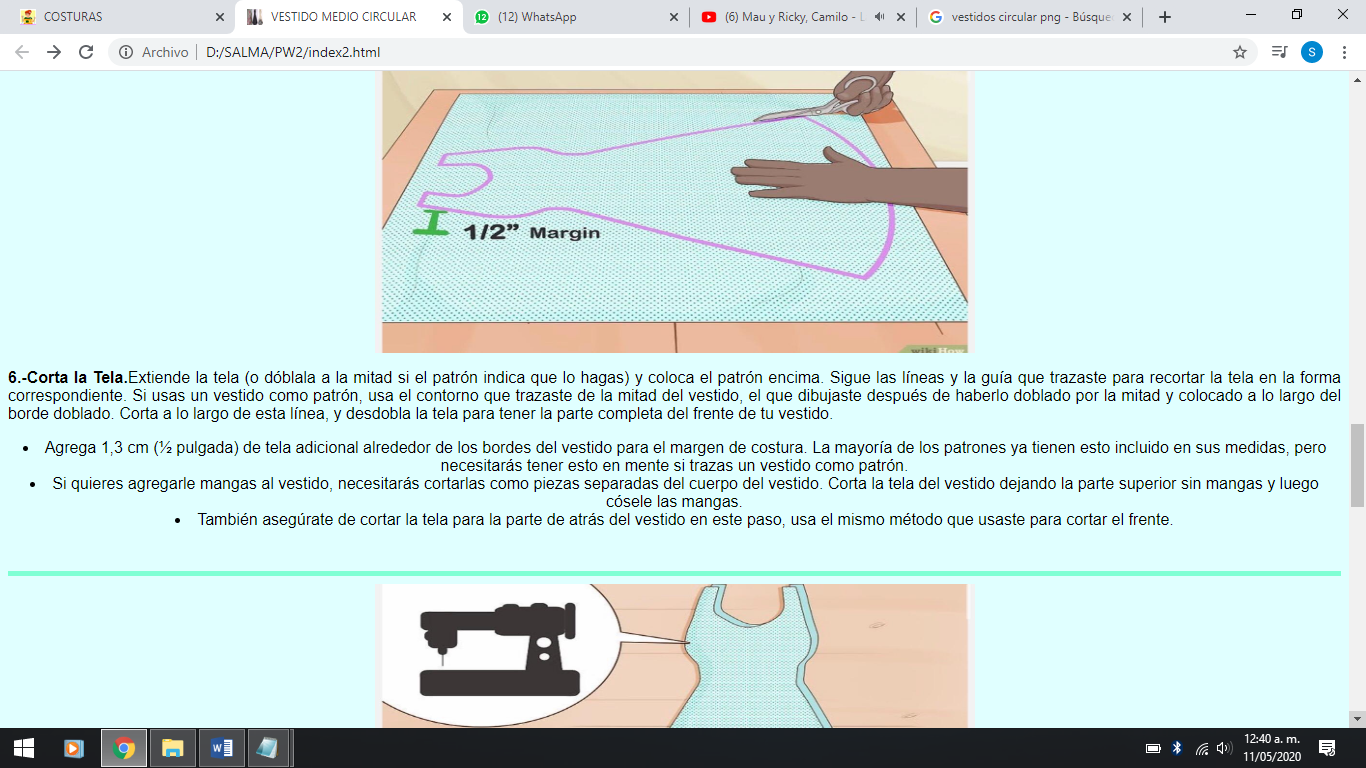 COSTURAS
VESTIDO MEDIO CIRCULAR
12
(12) WhatsApp
(6) Mau y Ricky, Camilo - L
vestidos circular png - Búsque
Archivo
D:/SALMA/PW2/index2.html
S
1/2” Margin
wikiHow
6.-Corta la Tela.Extiende la tela (o dóblala a la mitad si el patrón indica que lo hagas) y coloca el patrón encima. Sigue las líneas y la guía que trazaste para recortar la tela en la forma
correspondiente. Si usas un vestido como patrón, usa el contorno que trazaste de la mitad del vestido, el que dibujaste después de haberlo doblado por la mitad y colocado a lo largo del
borde doblado. Corta a lo largo de esta línea, y desdobla la tela para tener la parte completa del frente de tu vestido.
• Agrega 1,3 cm (½ pulgada) de tela adicional alrededor de los bordes del vestido para el margen de costura. La mayoría de los patrones ya tienen esto incluido en sus medidas, pero
necesitarás tener esto en mente si trazas un vestido como patrón.
• Si quieres agregarle mangas al vestido, necesitarás cortarlas como piezas separadas del cuerpo del vestido. Corta la tela del vestido dejando la parte superior sin mangas y luego
cósele las mangas.
• También asegúrate de cortar la tela para la parte de atrás del vestido en este paso, usa el mismo método que usaste para cortar el frente.
12:40 a. m.
11/05/2020